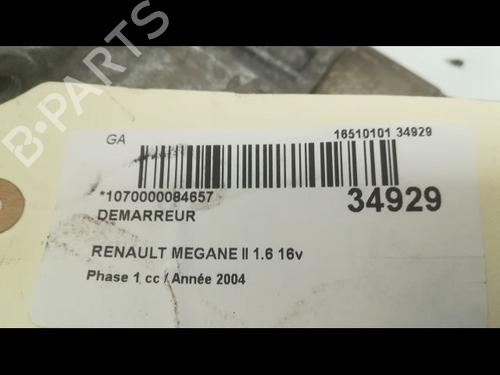 B-PARTS
GA
16510101 34929
*1070000084657
34929
DEMARREUR
RENAULT MEGANE II 1.6 16v
Phase 1 cc / Année 2004